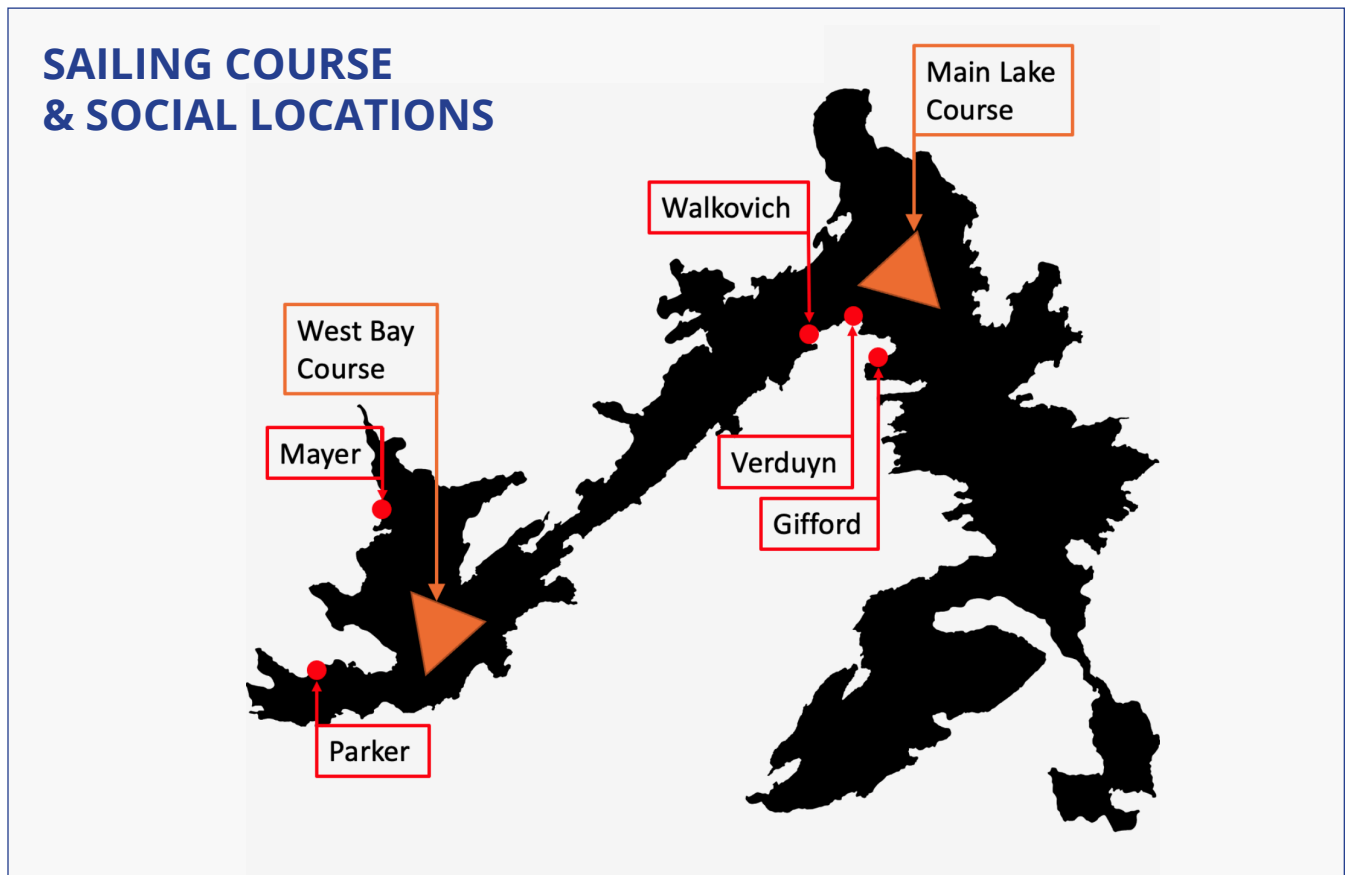 SAILING COURSE
& SOCIAL LOCATIONS
Main Lake
Course
Walkovich
West Bay
Course
Mayer
Verduyn
Gifford
Parker